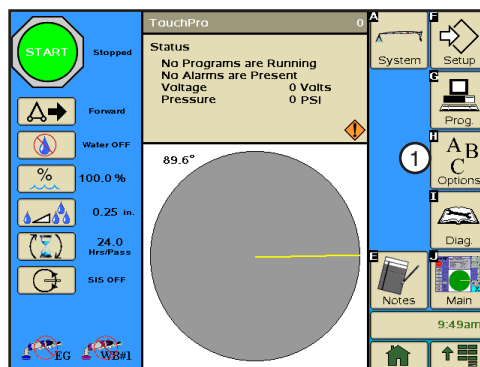 TouchPro 0
START
Stopped
Forward
Water OFF
%
100.0 %
0.25 in.
24.0
Hrs/Pass
SIS OFF
EG
WB#1
Status
No Programs are Running
No Alarms are Present
Voltage 0 Volts
Pressure 0 PSI
89.6°
A
System
F
Setup
G
Prog.
1
H
A B
C
Options
I
Diag.
E
Notes
J
Main
9:49am